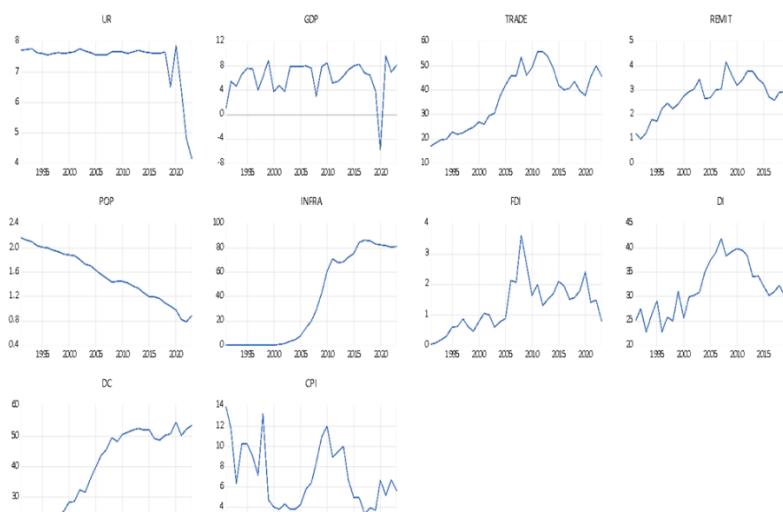 UR GDP TRADE REMIT
8 12 60 5
7 8 50 4
6 4 40 3
5 0 30 2
-4 20 1
4 -8 10 0
1995 2000 2005 2010 2015 2020 1995 2000 2005 2010 2015 2020 1995 2000 2005 2010 2015 2020 1995 2000 2005 2010 2015
POP INFRA FDI DI
2.4 100 4 45
2.0 80 3 40
1.6 60 2 35
1.2 40 1 30
0.8 20 25
0.4 0 0 20
1995 2000 2005 2010 2015 2020 1995 2000 2005 2010 2015 2020 1995 2000 2005 2010 2015 2020 1995 2000 2005 2010 2015
DC CPI
60 14
50 12
40 10
8
30 6
4